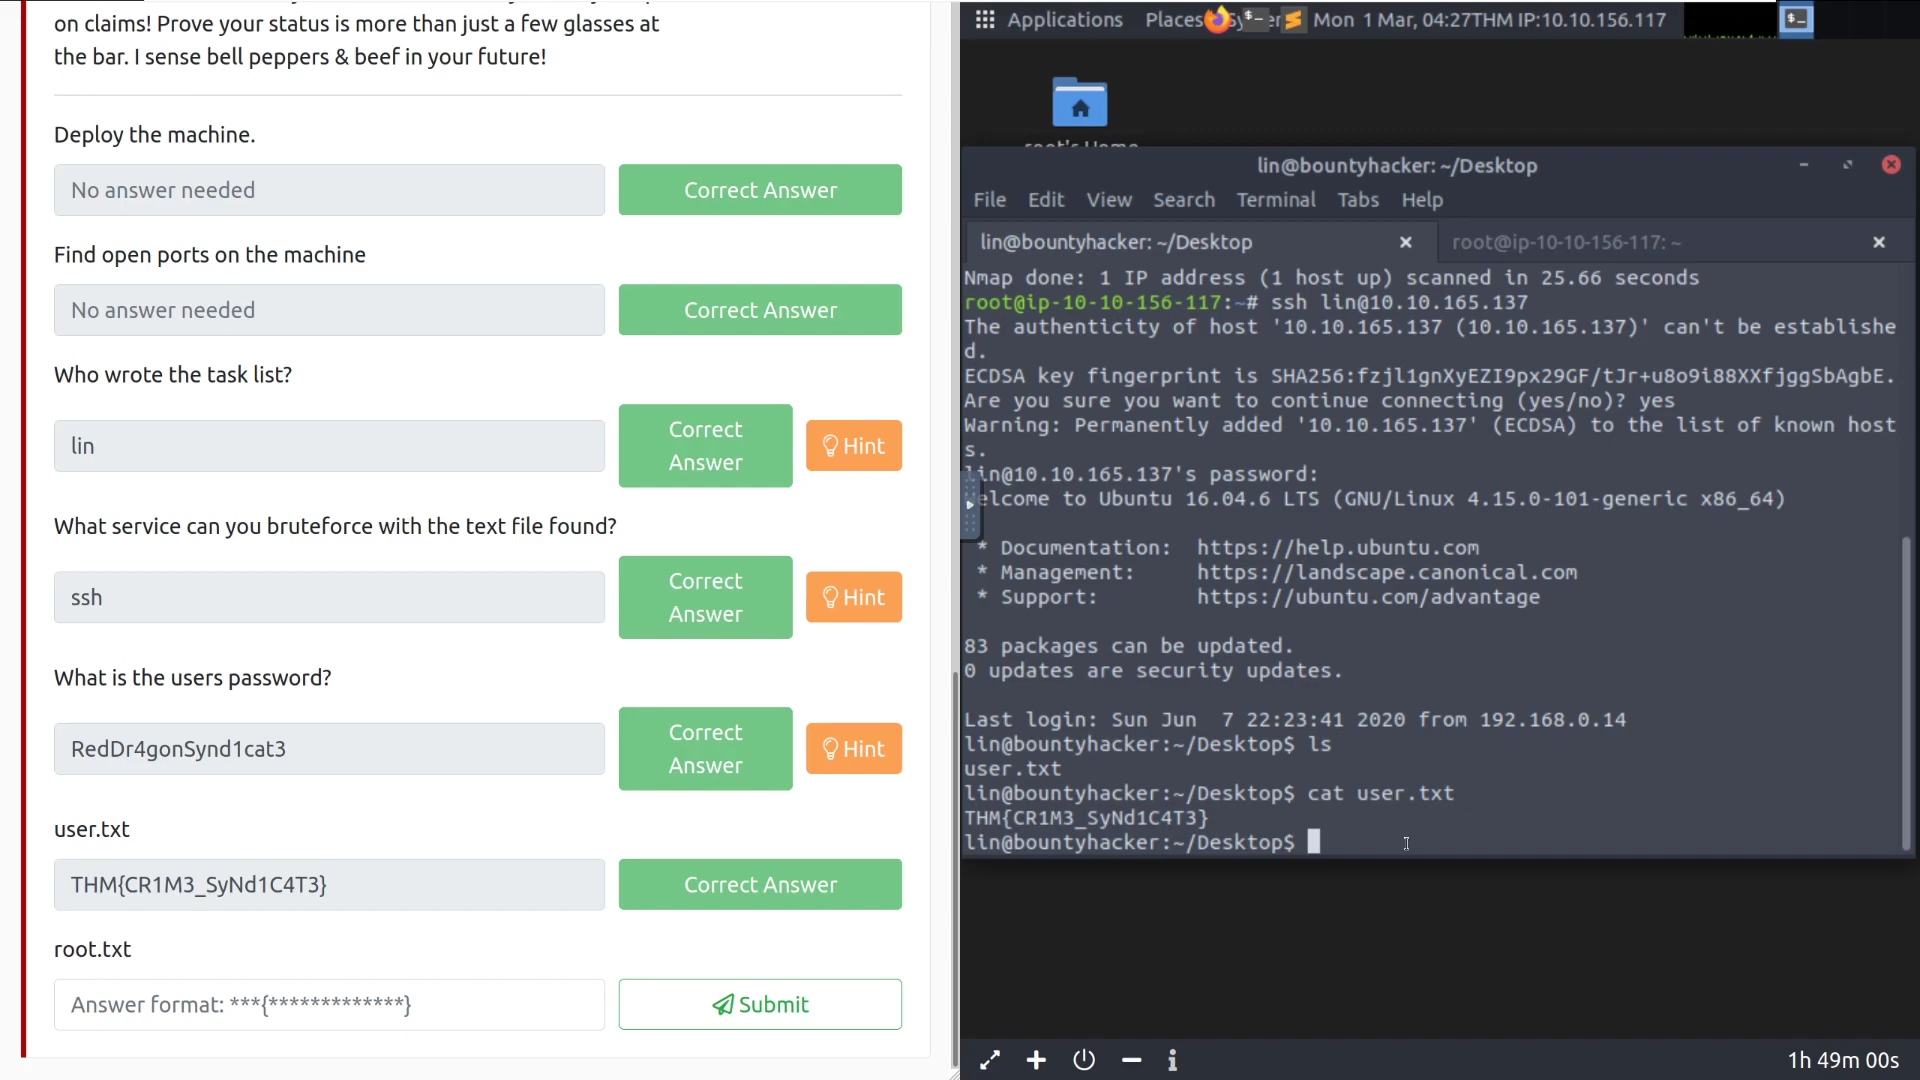 on claims! Prove your status is more than just a few glasses at
the bar. I sense bell peppers & beef in your future!
Deploy the machine.
No answer needed
Correct Answer
Find open ports on the machine
No answer needed
Correct Answer
Who wrote the task list?
lin
Correct
Answer
Hint
What service can you bruteforce with the text file found?
ssh
Correct
Answer
Hint
What is the users password?
RedDr4gonSynd1cat3
Correct
Answer
Hint
user.txt
THM{CR1M3_SyNd1C4T3}
Correct Answer
root.txt
Answer format: ***{*************}
Submit
Applications Places Mon 1 Mar, 04:27 THM IP:10.10.156.117
root's Home
lin@bountyhacker: ~/Desktop
File Edit View Search Terminal Tabs Help
lin@bountyhacker: ~/Desktop
root@ip-10-10-156-117: ~
Nmap done: 1 IP address (1 host up) scanned in 25.66 seconds
root@ip-10-10-156-117:~# ssh lin@10.10.165.137
The authenticity of host '10.10.165.137 (10.10.165.137)' can't be establishe
d.
ECDSA key fingerprint is SHA256:fzjl1gnXyEZI9px29GF/tJr+u8o9i88XXfjggSbAgbE.
Are you sure you want to continue connecting (yes/no)? yes
Warning: Permanently added '10.10.165.137' (ECDSA) to the list of known host
s.
lin@10.10.165.137's password:
Welcome to Ubuntu 16.04.6 LTS (GNU/Linux 4.15.0-101-generic x86_64)
* Documentation: https://help.ubuntu.com
* Management: https://landscape.canonical.com
* Support: https://ubuntu.com/advantage
83 packages can be updated.
0 updates are security updates.
Last login: Sun Jun 7 22:23:41 2020 from 192.168.0.14
lin@bountyhacker:~/Desktop$ ls
user.txt
lin@bountyhacker:~/Desktop$ cat user.txt
THM{CR1M3_SyNd1C4T3}
lin@bountyhacker:~/Desktop$
1h 49m 00s